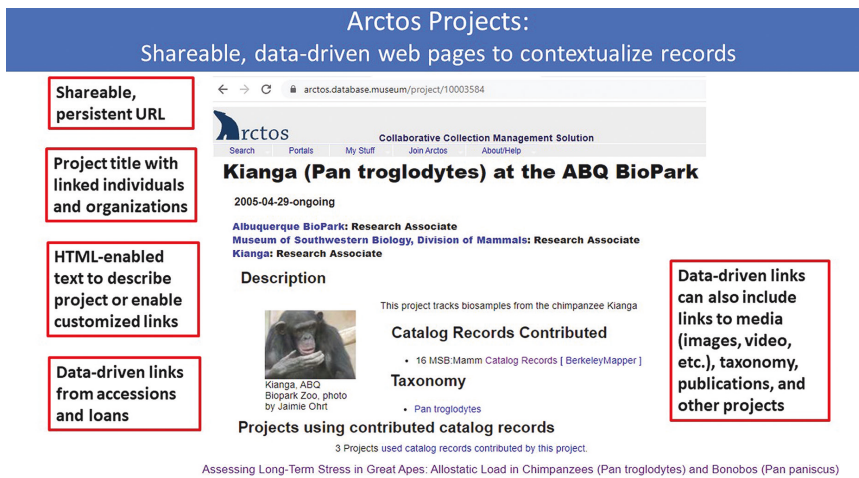 Arctos Projects:
Shareable, data-driven web pages to contextualize records
Shareable,
persistent URL
Project title with
linked individuals
and organizations
HTML-enabled
text to describe
project or enable
customized links
Data-driven links
from accessions
and loans
arctos.database.museum/project/10003584
Arctos
Collaborative Collection Management Solution
Search Portals My Stuff Join Arctos About/Help
Kianga (Pan troglodytes) at the ABQ BioPark
2005-04-29-ongoing
Albuquerque BioPark: Research Associate
Museum of Southwestern Biology, Division of Mammals: Research Associate
Kianga: Research Associate
Description
This project tracks biosamples from the chimpanzee Kianga
Kianga, ABQ
Biopark Zoo, photo
by Jaimie Ohrt
Catalog Records Contributed
• 16 MSB:Mamm Catalog Records [ BerkeleyMapper ]
Taxonomy
• Pan troglodytes
Projects using contributed catalog records
3 Projects used catalog records contributed by this project.
Assessing Long-Term Stress in Great Apes: Allostatic Load in Chimpanzees (Pan troglodytes) and Bonobos (Pan paniscus)
Data-driven links
can also include
links to media
(images, video,
etc.), taxonomy,
publications, and
other projects